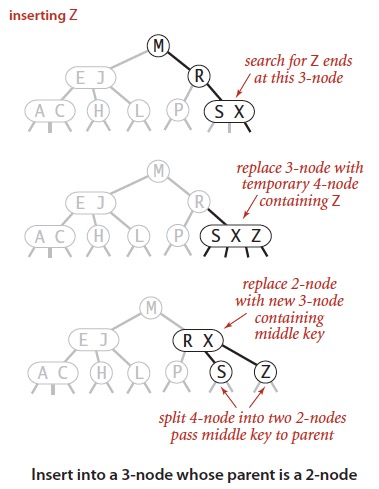 inserting Z
M
R
search for Z ends
at this 3-node
E J
A C H L P S X
M
replace 3-node with
temporary 4-node
containing Z
E J R
A C H L P S X Z
replace 2-node
with new 3-node
containing
middle key
M
E J R X
A C H L P S Z
split 4-node into two 2-nodes
pass middle key to parent
Insert into a 3-node whose parent is a 2-node